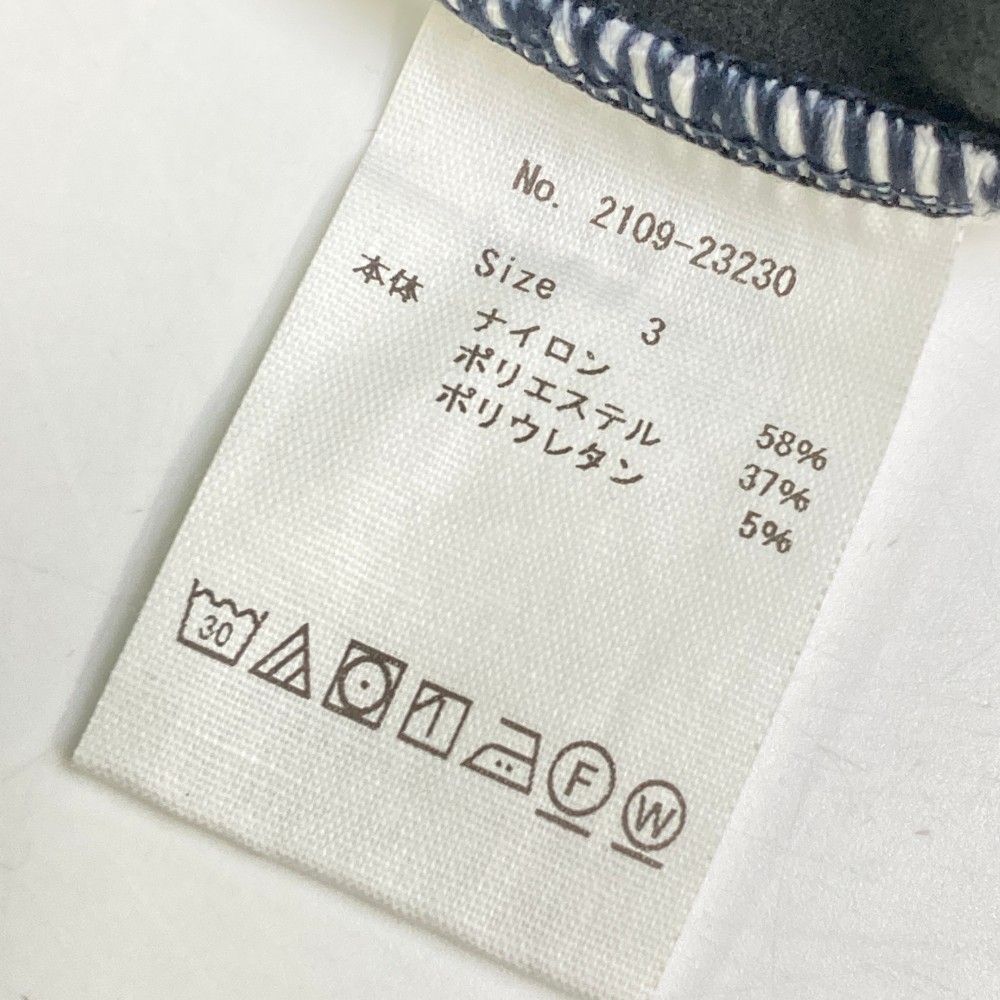 No. 2109-23230
Size 3
本体 ナイロン 58%
ポリエステル 37%
ポリウレタン 5%
30
F W